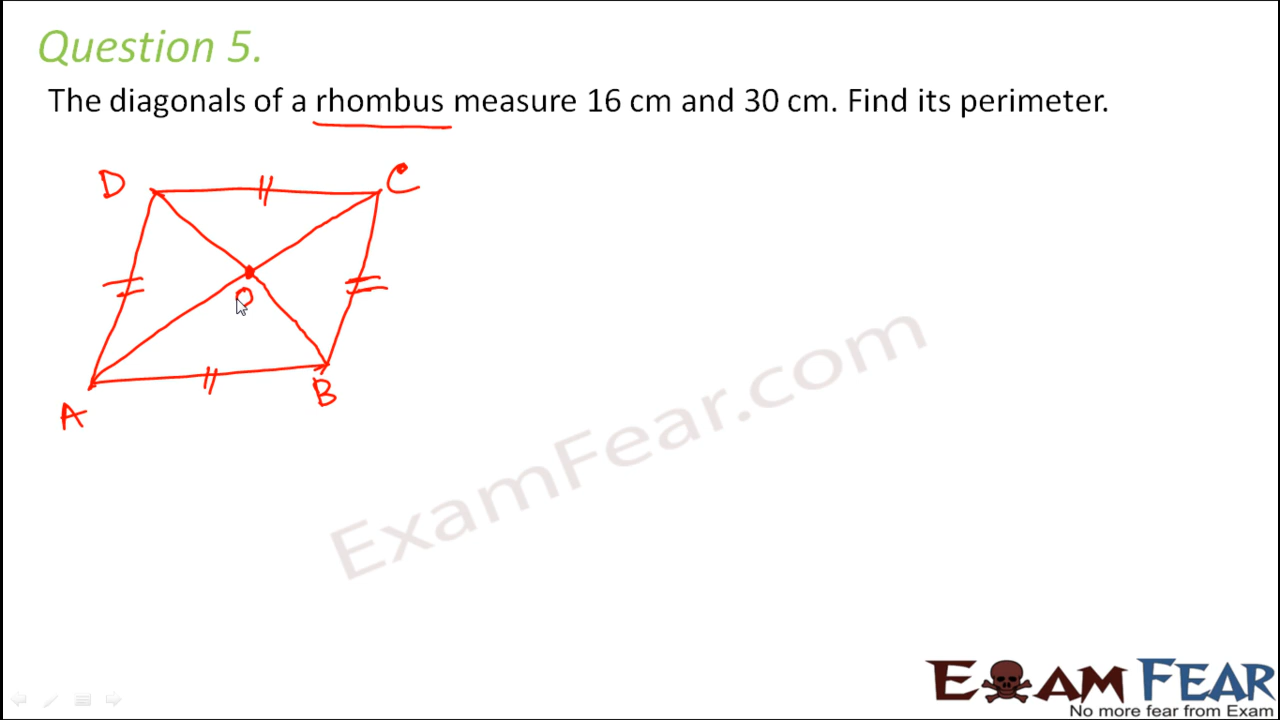 Question 5.
The diagonals of a rhombus measure 16 cm and 30 cm. Find its perimeter.
D
C
O
A
B
ExamFear.com
EXAMFEAR
No more fear from Exam